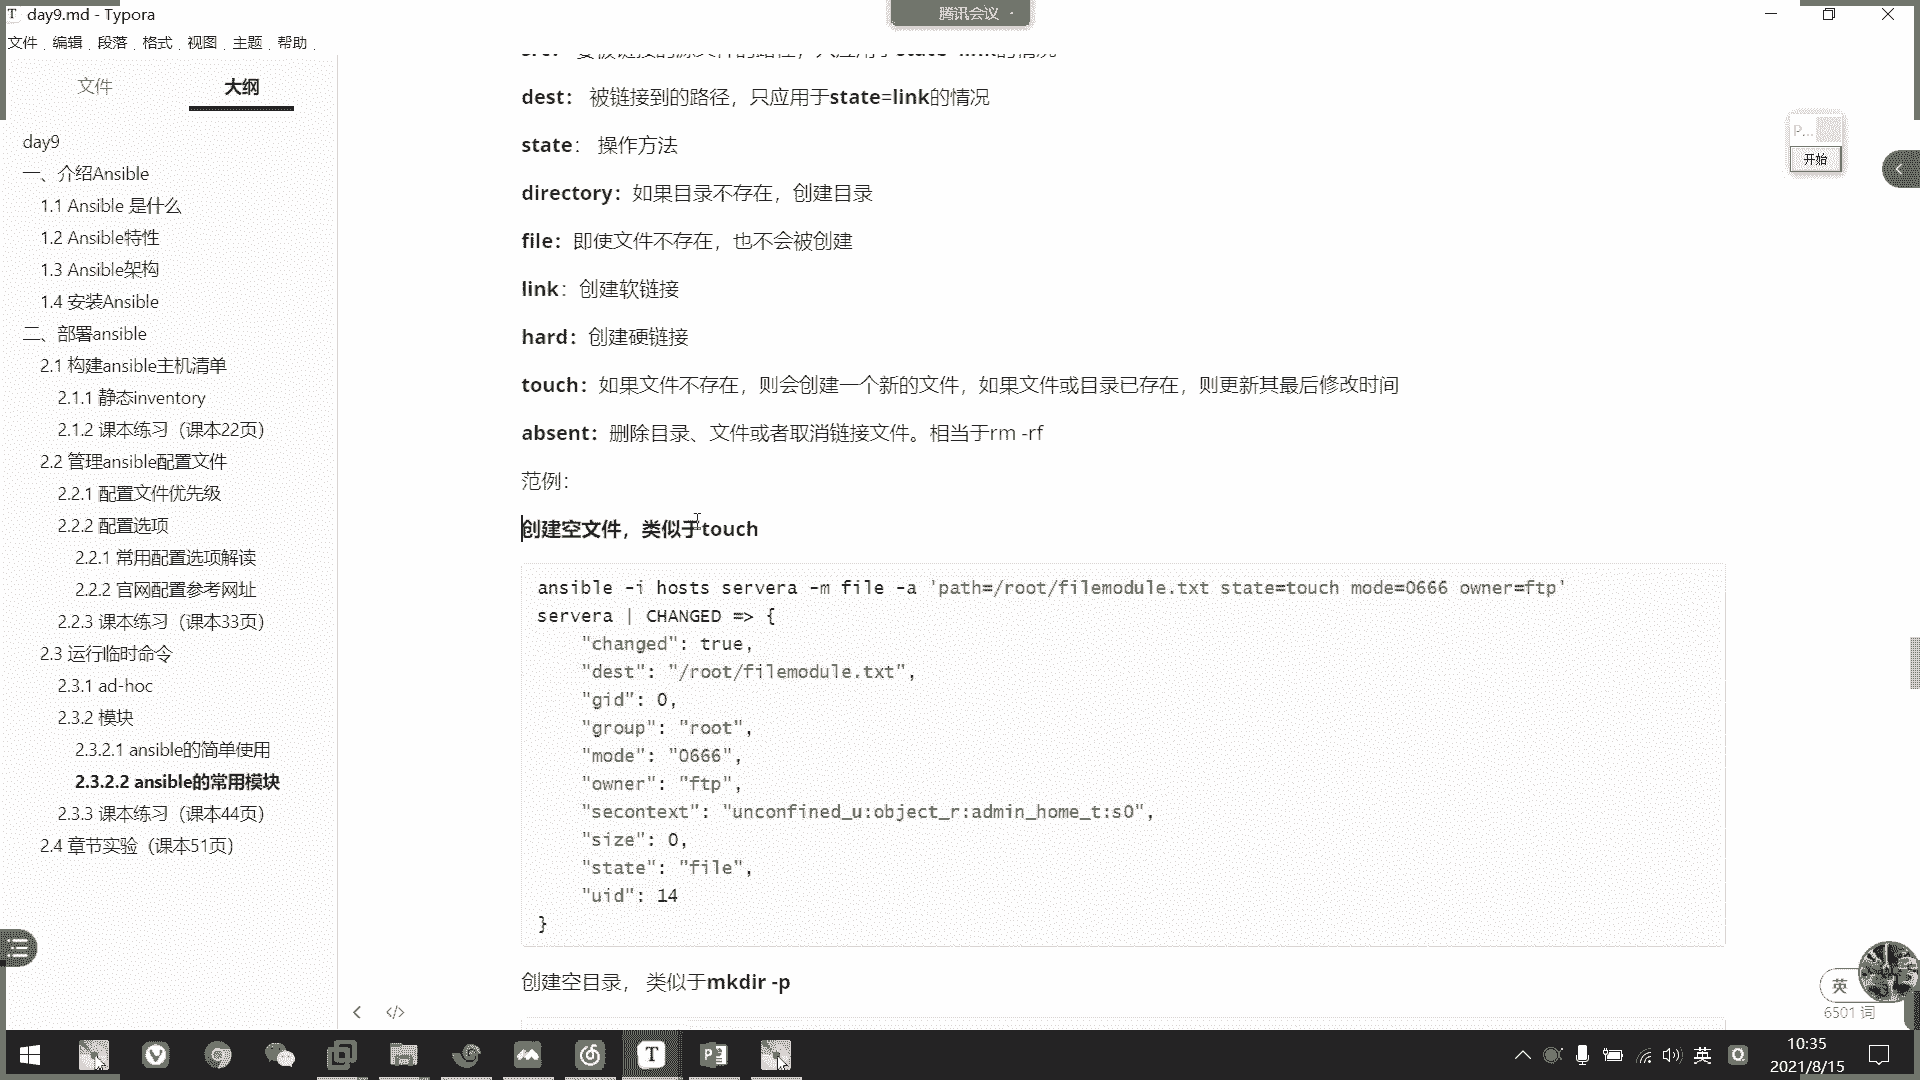 day9.md - Typora
腾讯会议
文件 编辑 段落 格式 视图 主题 帮助
文件 大纲
day9
一、介绍Ansible
1.1 Ansible 是什么
1.2 Ansible特性
1.3 Ansible架构
1.4 安装Ansible
二、部署ansible
2.1 构建ansible主机清单
2.1.1 静态inventory
2.1.2 课本练习（课本22页）
2.2 管理ansible配置文件
2.2.1 配置文件优先级
2.2.2 配置选项
2.2.1 常用配置选项解读
2.2.2 官网配置参考网址
2.2.3 课本练习（课本33页）
2.3 运行临时命令
2.3.1 ad-hoc
2.3.2 模块
2.3.2.1 ansible的简单使用
2.3.2.2 ansible的常用模块
2.3.3 课本练习（课本44页）
2.4 章节实验（课本51页）
dest： 被链接到的路径，只应用于state=link的情况
state： 操作方法
directory：如果目录不存在，创建目录
file：即使文件不存在，也不会被创建
link：创建软链接
hard：创建硬链接
touch：如果文件不存在，则会创建一个新的文件，如果文件或目录已存在，则更新其最后修改时间
absent：删除目录、文件或者取消链接文件。相当于rm -rf
范例：
创建空文件，类似于touch
ansible -i hosts servera -m file -a 'path=/root/filemodule.txt state=touch mode=0666 owner=ftp'
servera | CHANGED => {
"changed": true,
"dest": "/root/filemodule.txt",
"gid": 0,
"group": "root",
"mode": "0666",
"owner": "ftp",
"secontext": "unconfined_u:object_r:admin_home_t:s0",
"size": 0,
"state": "file",
"uid": 14
}
创建空目录， 类似于mkdir -p
P...
开始
英
6501 词
英
10:35
2021/8/15